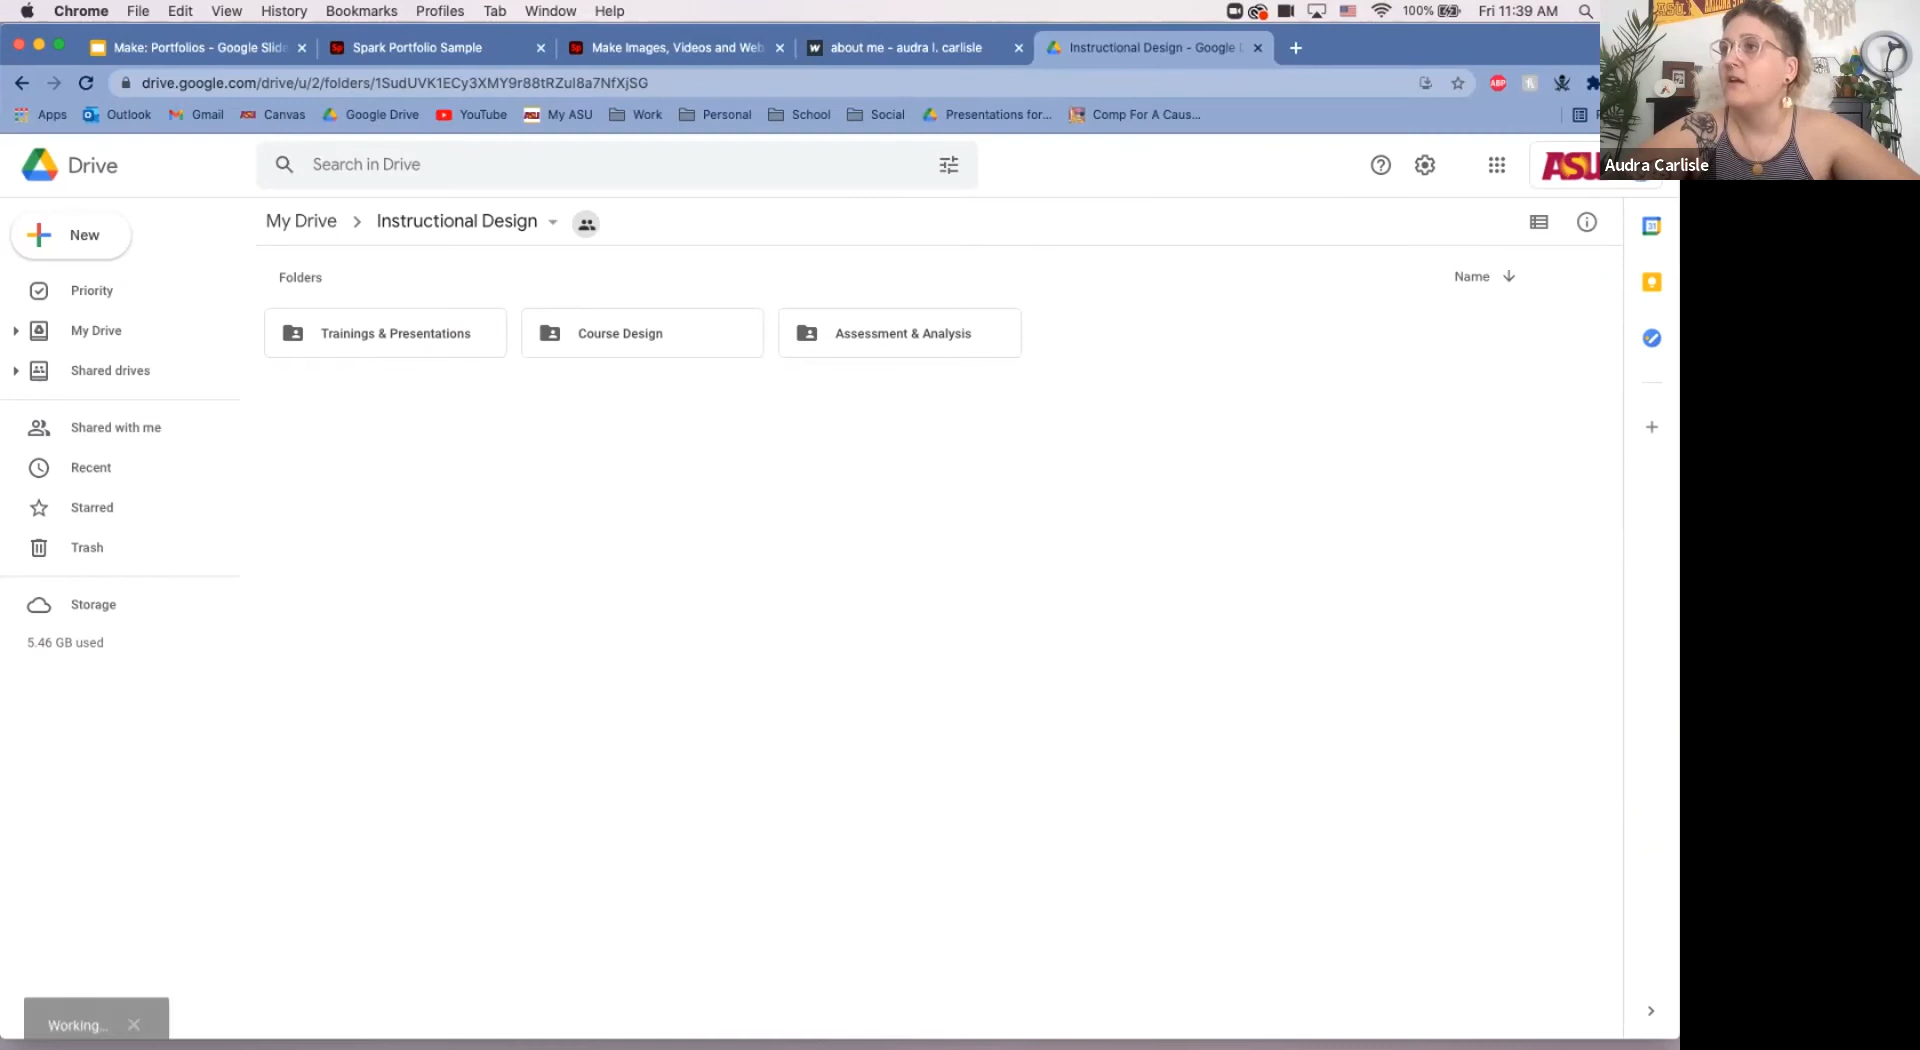 Chrome File Edit View History Bookmarks Profiles Tab Window Help 100% Fri 11:39 AM
Make: Portfolios - Google Slide Spark Portfolio Sample Make Images, Videos and Web about me - audra l. carlisle Instructional Design - Google
drive.google.com/drive/u/2/folders/1SudUVK1ECy3XMY9r88tRZuI8a7NfXjSG ABP
Apps Outlook Gmail Canvas Google Drive YouTube My ASU Work Personal School Social Presentations for... Comp For A Caus...
Drive Search in Drive ASU Audra Carlisle
My Drive Instructional Design
New
Folders Name
Priority
Trainings & Presentations Course Design Assessment & Analysis
My Drive
Shared drives
Shared with me
Recent
Starred
Trash
Storage
5.46 GB used
Working...